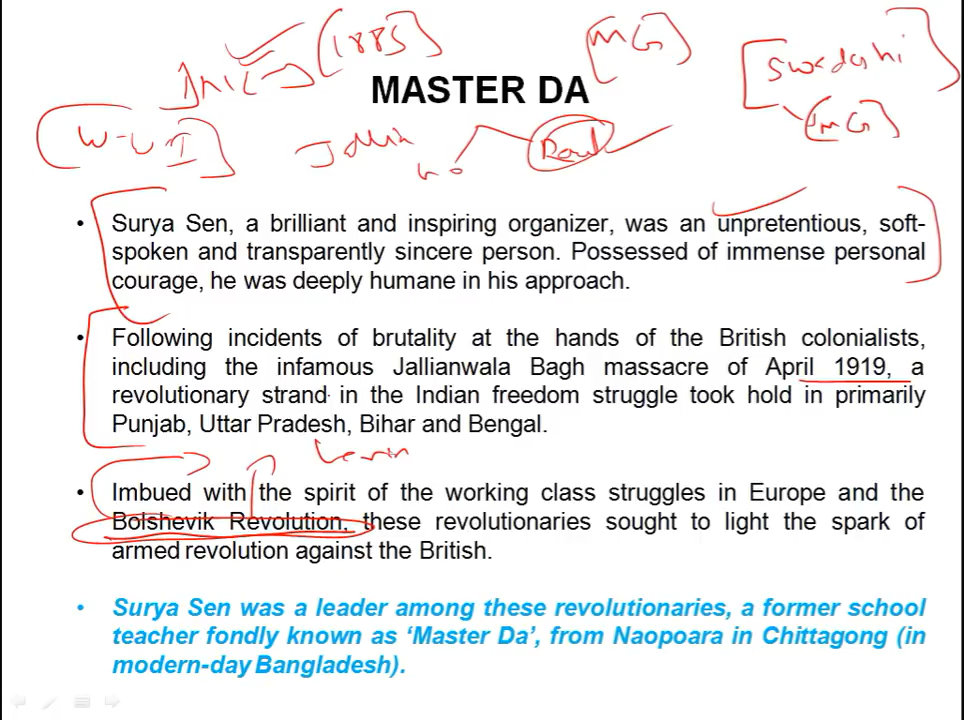 (1885)
[MG]
Swadeshi
MASTER DA
[MG]
W-W I
Jallia
• Surya Sen, a brilliant and inspiring organizer, was an unpretentious, soft-
spoken and transparently sincere person. Possessed of immense personal
courage, he was deeply humane in his approach.
• Following incidents of brutality at the hands of the British colonialists,
including the infamous Jallianwala Bagh massacre of April 1919, a
revolutionary strand in the Indian freedom struggle took hold in primarily
Punjab, Uttar Pradesh, Bihar and Bengal.
Lenin
• Imbued with the spirit of the working class struggles in Europe and the
Bolshevik Revolution, these revolutionaries sought to light the spark of
armed revolution against the British.
• Surya Sen was a leader among these revolutionaries, a former school
teacher fondly known as ‘Master Da’, from Naopoara in Chittagong (in
modern-day Bangladesh).